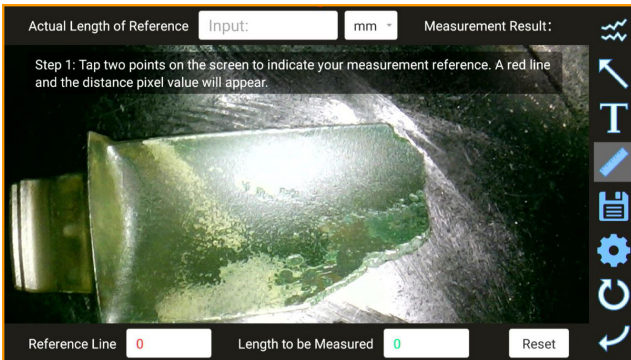 Actual Length of Reference Input: mm Measurement Result:
Step 1: Tap two points on the screen to indicate your measurement reference. A red line
and the distance pixel value will appear.
T
Reference Line 0 Length to be Measured 0 Reset